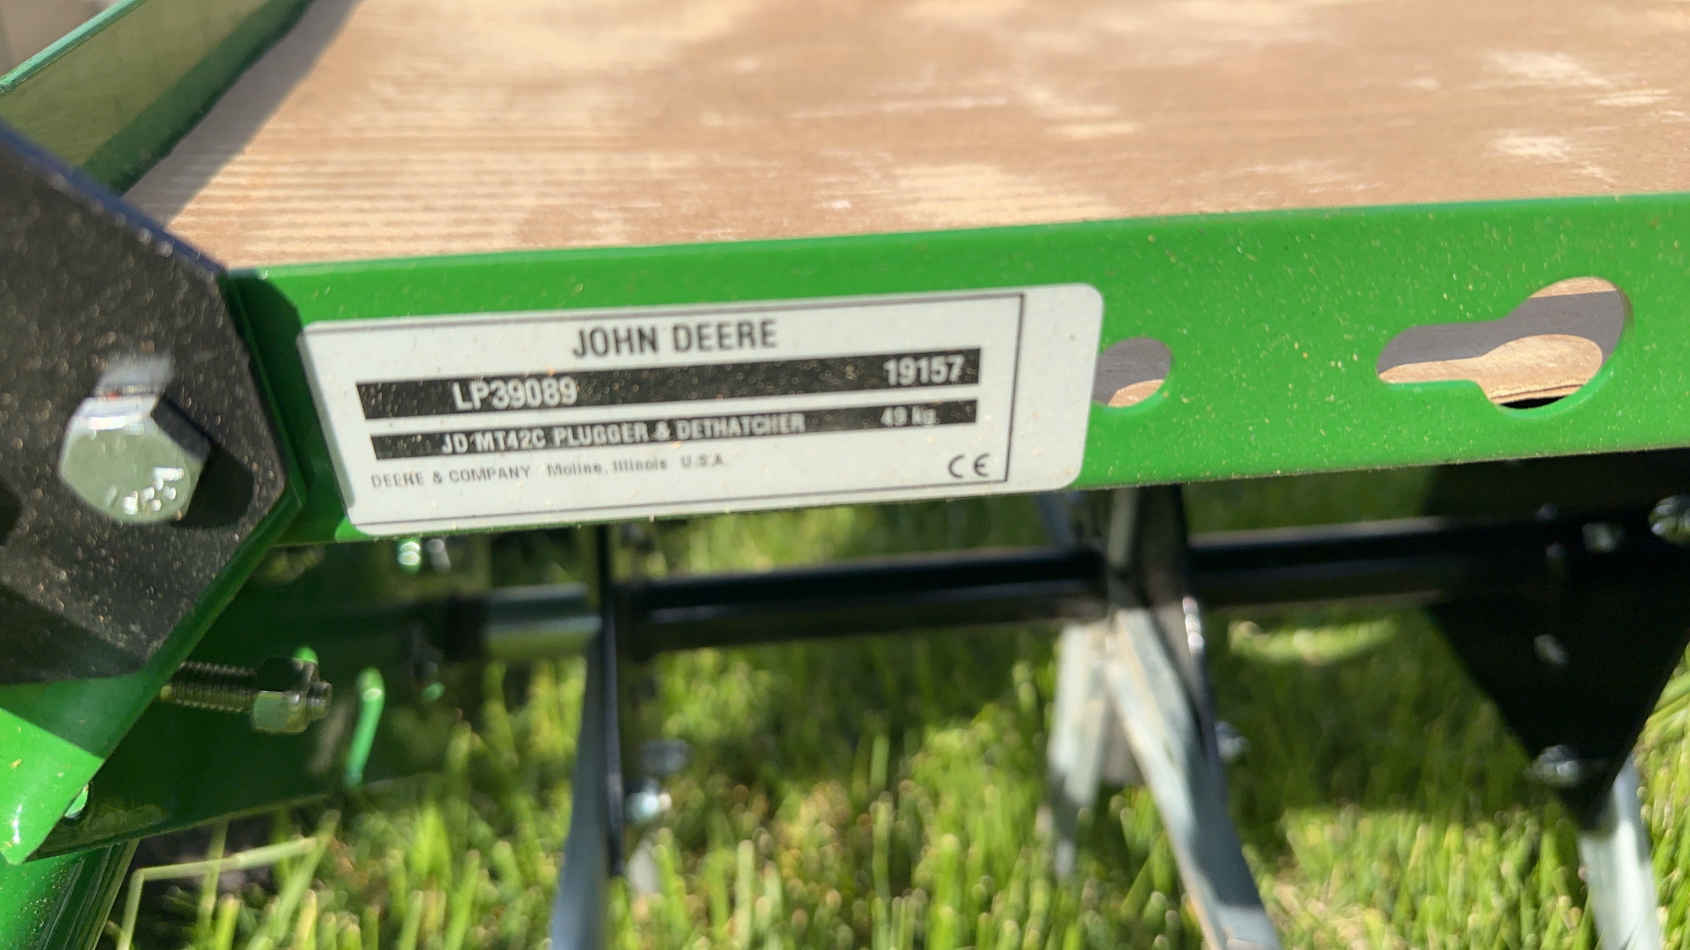 JOHN DEERE
LP39089 19157
JD MT42C PLUGGER & DETHATCHER 49 kg.
DEERE & COMPANY Moline, Illinois U.S.A.
CE